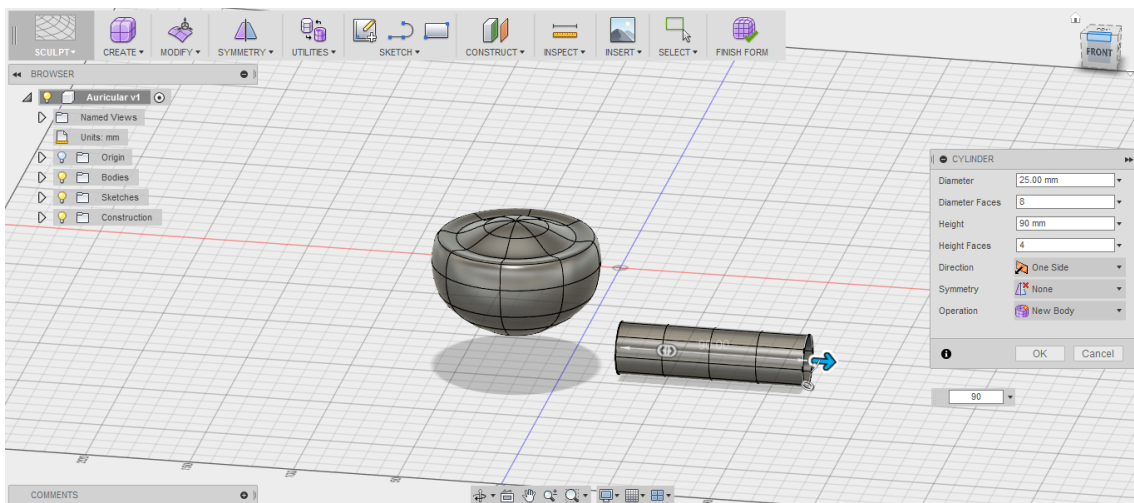 SCULPT
CREATE
MODIFY
SYMMETRY
UTILITIES
SKETCH
CONSTRUCT
INSPECT
INSERT
SELECT
FINISH FORM
FRONT
BROWSER
Auricular v1
Named Views
Units: mm
Origin
Bodies
Sketches
Construction
CYLINDER
Diameter 25.00 mm
Diameter Faces 8
Height 90 mm
Height Faces 4
Direction One Side
Symmetry None
Operation New Body
OK Cancel
90
COMMENTS